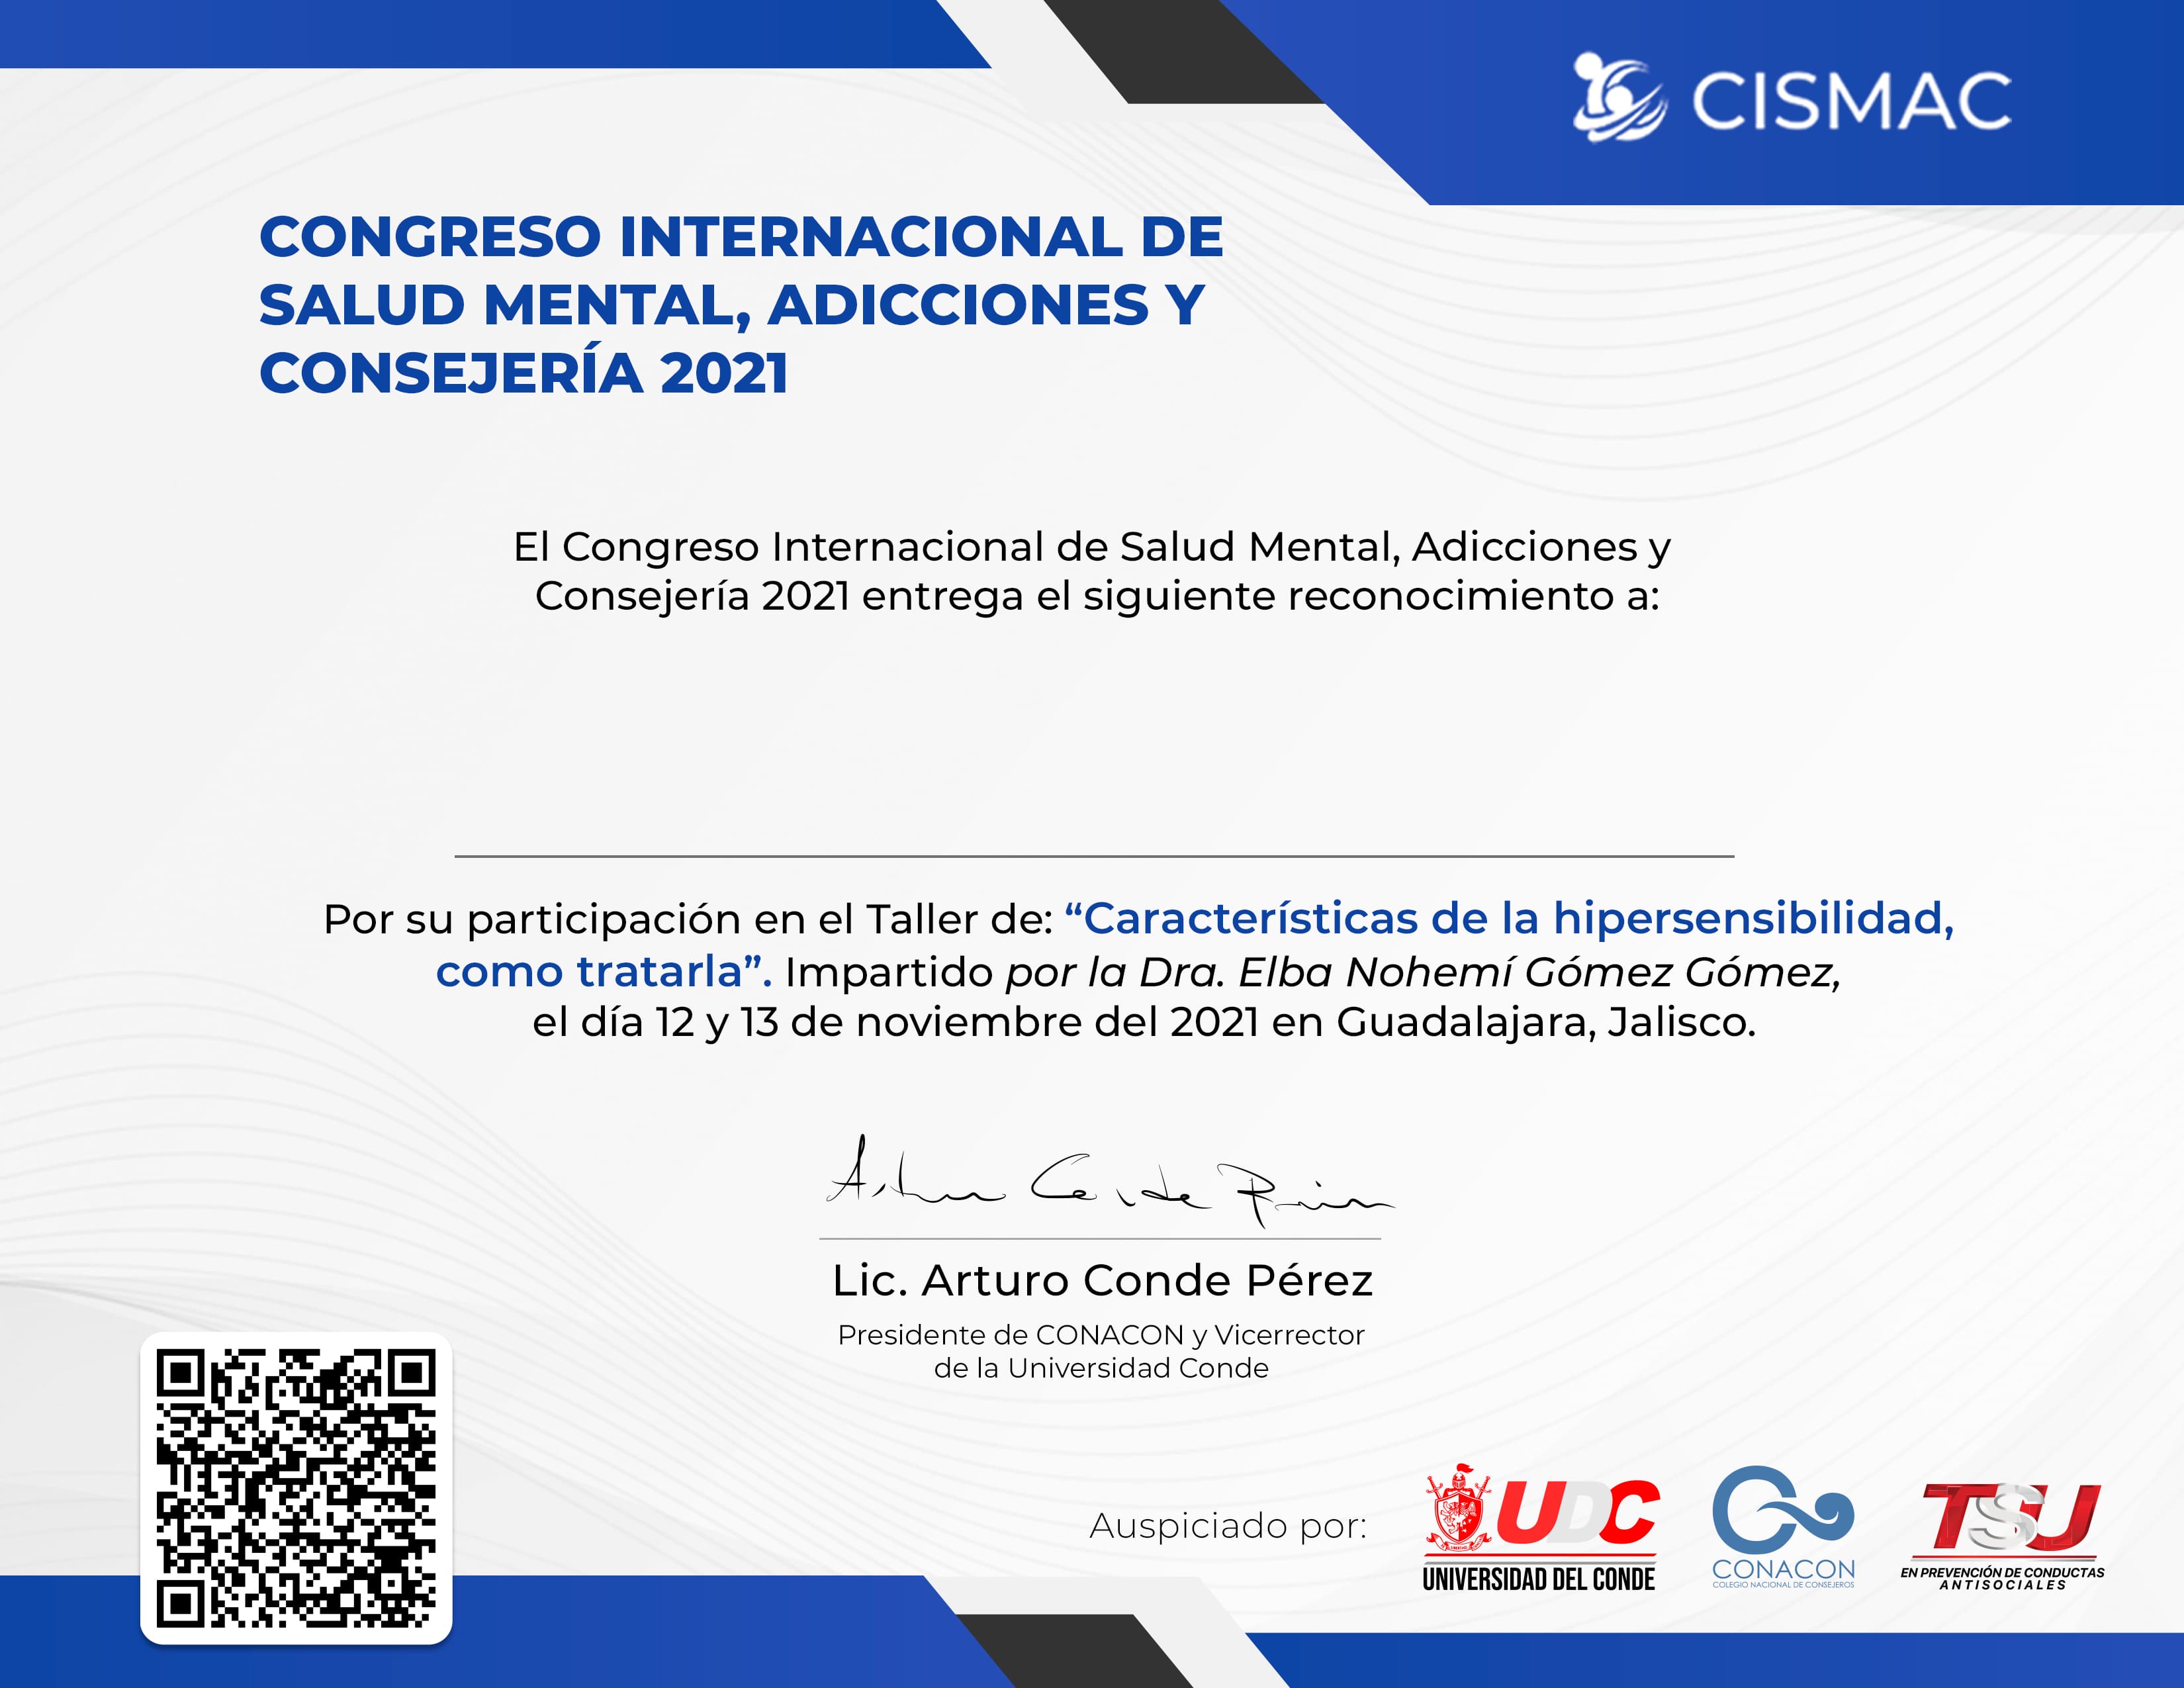 CISMAC
CONGRESO INTERNACIONAL DE
SALUD MENTAL, ADICCIONES Y
CONSEJERÍA 2021
El Congreso Internacional de Salud Mental, Adicciones y
Consejería 2021 entrega el siguiente reconocimiento a:
Por su participación en el Taller de: “Características de la hipersensibilidad,
como tratarla”. Impartido por la Dra. Elba Nohemí Gómez Gómez,
el día 12 y 13 de noviembre del 2021 en Guadalajara, Jalisco.
Lic. Arturo Conde Pérez
Presidente de CONACON y Vicerrector
de la Universidad Conde
Auspiciado por:
UDC
UNIVERSIDAD DEL CONDE
CONACON
COLEGIO NACIONAL DE CONSEJEROS
TSU
EN PREVENCIÓN DE CONDUCTAS
ANTISOCIALES